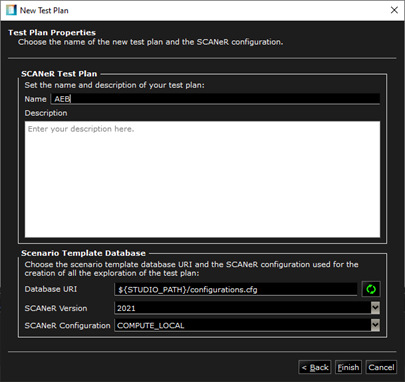 New Test Plan
Test Plan Properties
Choose the name of the new test plan and the SCANeR configuration.
SCANeR Test Plan
Set the name and description of your test plan:
Name AEB
Description
Enter your description here.
Scenario Template Database
Choose the scenario template database URI and the SCANeR configuration used for the
creation of all the exploration of the test plan:
Database URI ${STUDIO_PATH}/configurations.cfg
SCANeR Version 2021
SCANeR Configuration COMPUTE_LOCAL
< Back Finish Cancel